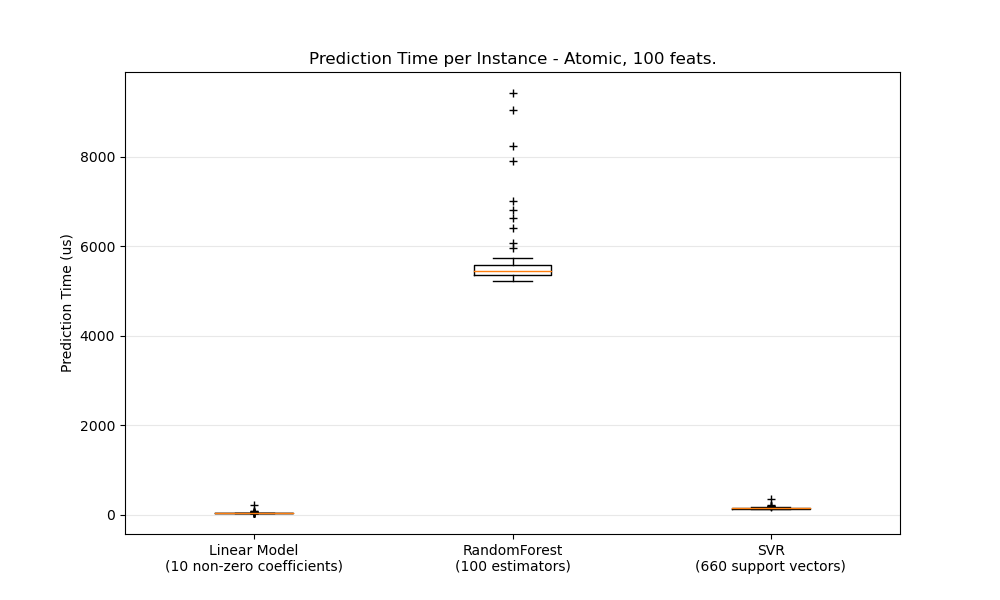 Prediction Time per Instance - Atomic, 100 feats.
Prediction Time (us)
8000
6000
4000
2000
0
Linear Model
(10 non-zero coefficients)
RandomForest
(100 estimators)
SVR
(660 support vectors)